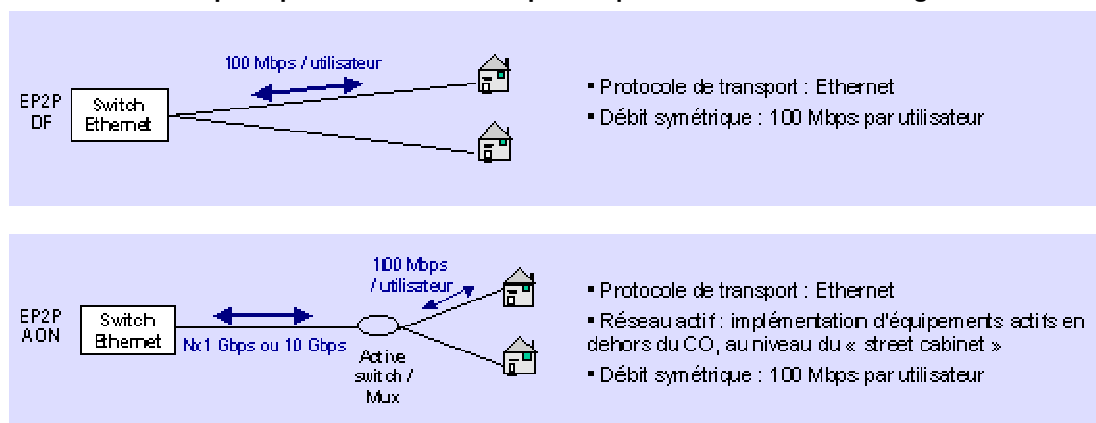 100 Mbps / utilisateur
EP2P
DF
Switch
Ethernet
▪ Protocole de transport : Ethernet
▪ Débit symétrique : 100 Mbps par utilisateur
100 Mbps
/ utilisateur
EP2P
AON
Switch
Ethernet
Nx1 Gbps ou 10 Gbps
Active
switch /
Mux
▪ Protocole de transport : Ethernet
▪ Réseau actif : implémentation d'équipements actifs en
dehors du CO, au niveau du « street cabinet »
▪ Débit symétrique : 100 Mbps par utilisateur